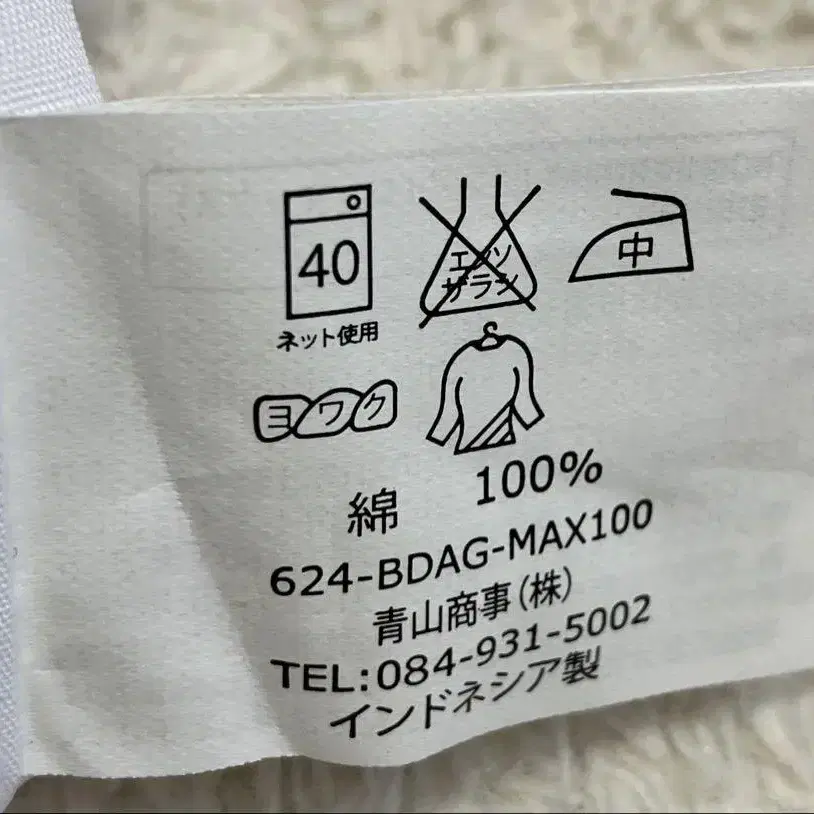 40
ネット使用
エンソ
サラシ
中
ヨワク
綿 100%
624-BDAG-MAX100
青山商事(株)
TEL:084-931-5002
インドネシア製